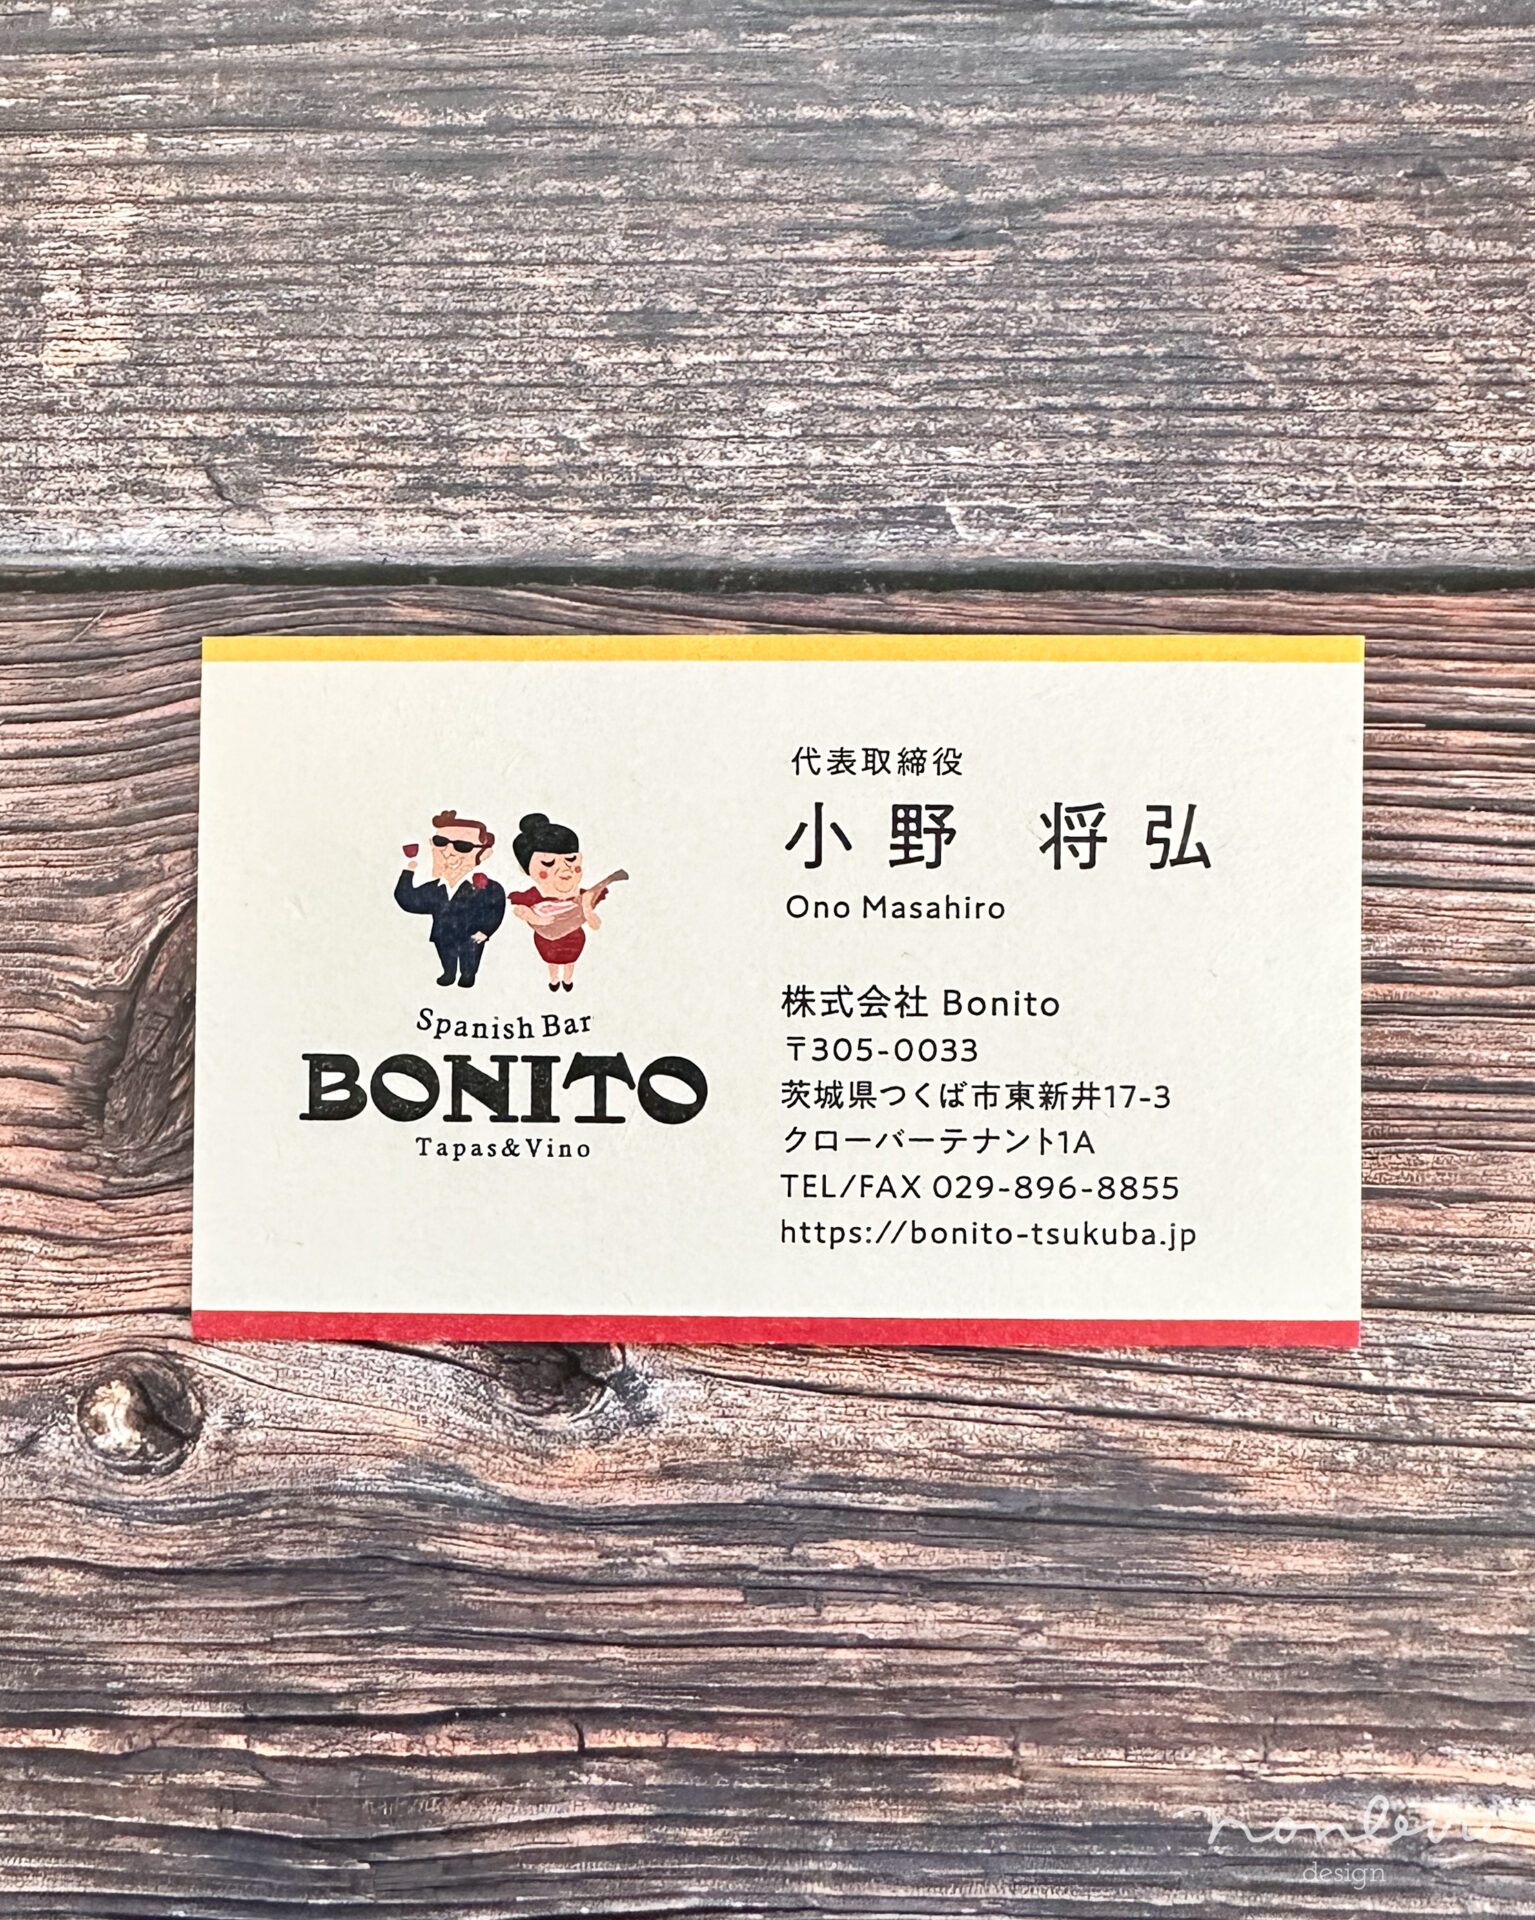 Spanish Bar
BONITO
Tapas&Vino
代表取締役
小野 将弘
Ono Masahiro
株式会社 Bonito
〒305-0033
茨城県つくば市東新井17-3
クローバーテナント1A
TEL/FAX 029-896-8855
https://bonito-tsukuba.jp
design